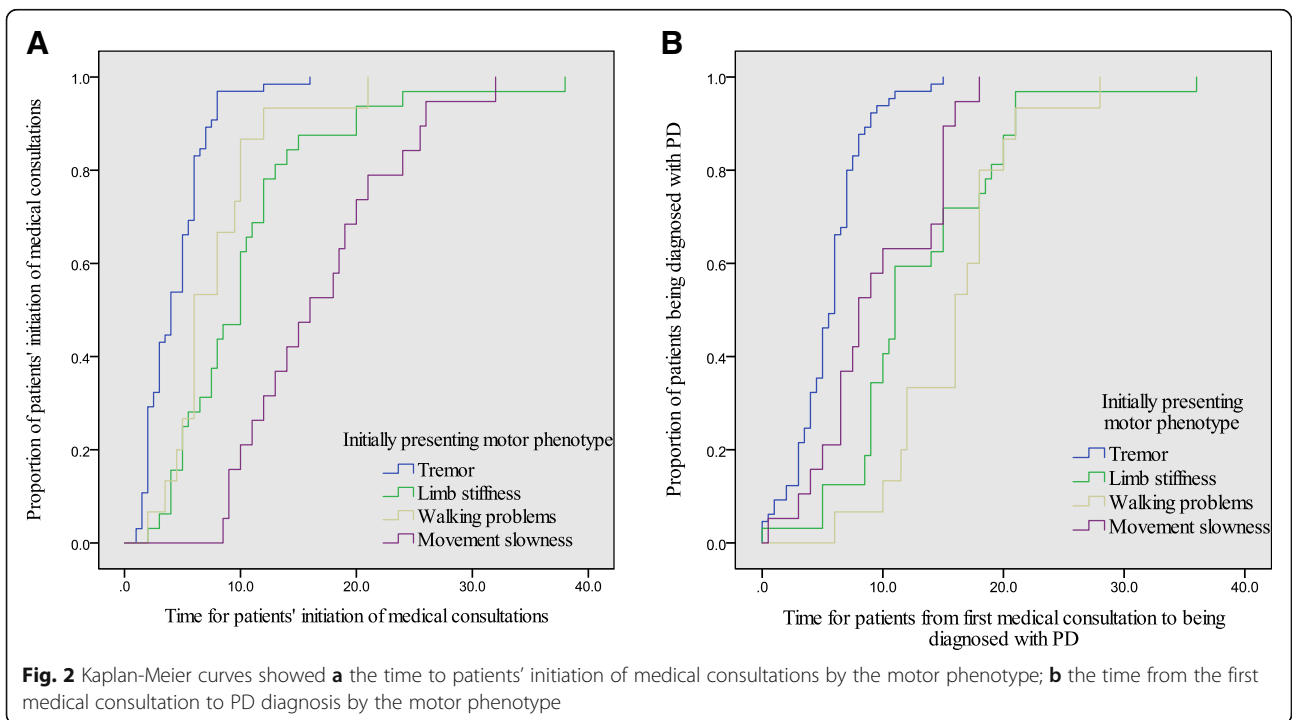 A
Proportion of patients' initiation of medical consultations
1.0
0.8
0.6
0.4
0.2
0.0
.0 10.0 20.0 30.0 40.0
Time for patients' initiation of medical consultations
Initially presenting motor phenotype
Tremor
Limb stiffness
Walking problems
Movement slowness
B
Proportion of patients being diagnosed with PD
1.0
0.8
0.6
0.4
0.2
0.0
.0 10.0 20.0 30.0 40.0
Time for patients from first medical consultation to being
diagnosed with PD
Initially presenting
motor phenotype
Tremor
Limb stiffness
Walking problems
Movement slowness
Fig. 2 Kaplan-Meier curves showed a the time to patients' initiation of medical consultations by the motor phenotype; b the time from the first
medical consultation to PD diagnosis by the motor phenotype